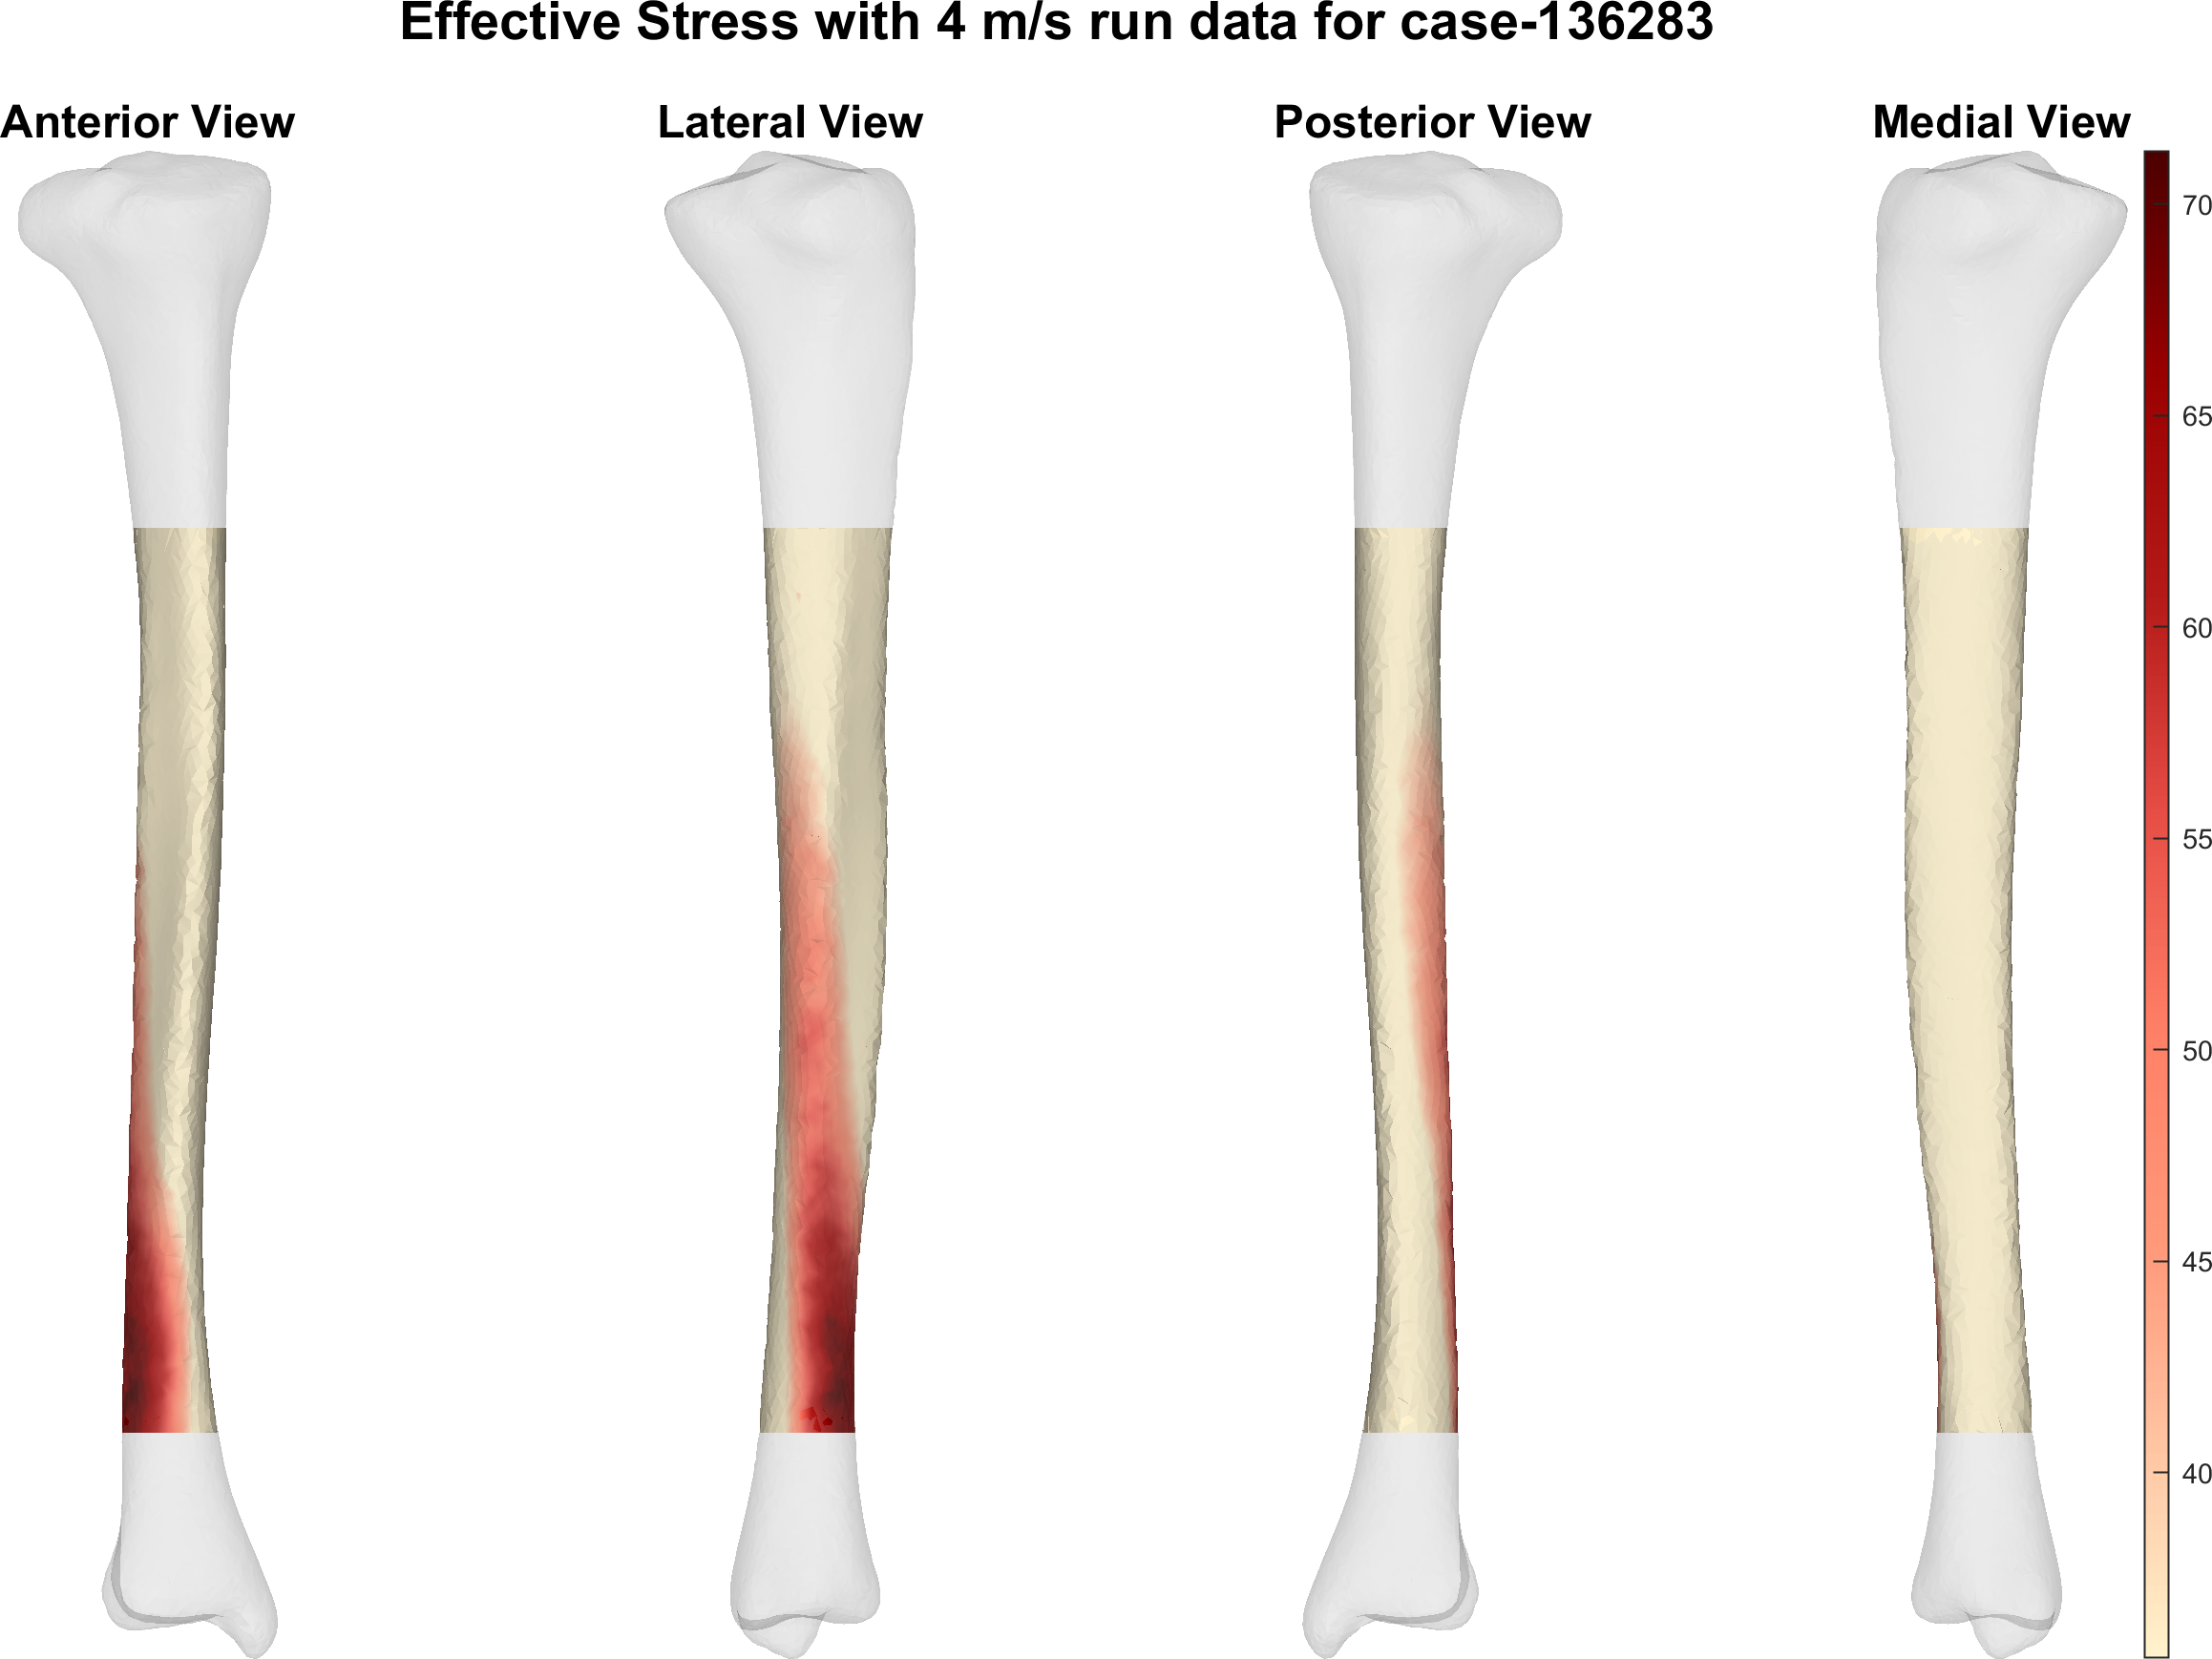 Effective Stress with 4 m/s run data for case-136283
Anterior View
Lateral View
Posterior View
Medial View
70
65
60
55
50
45
40